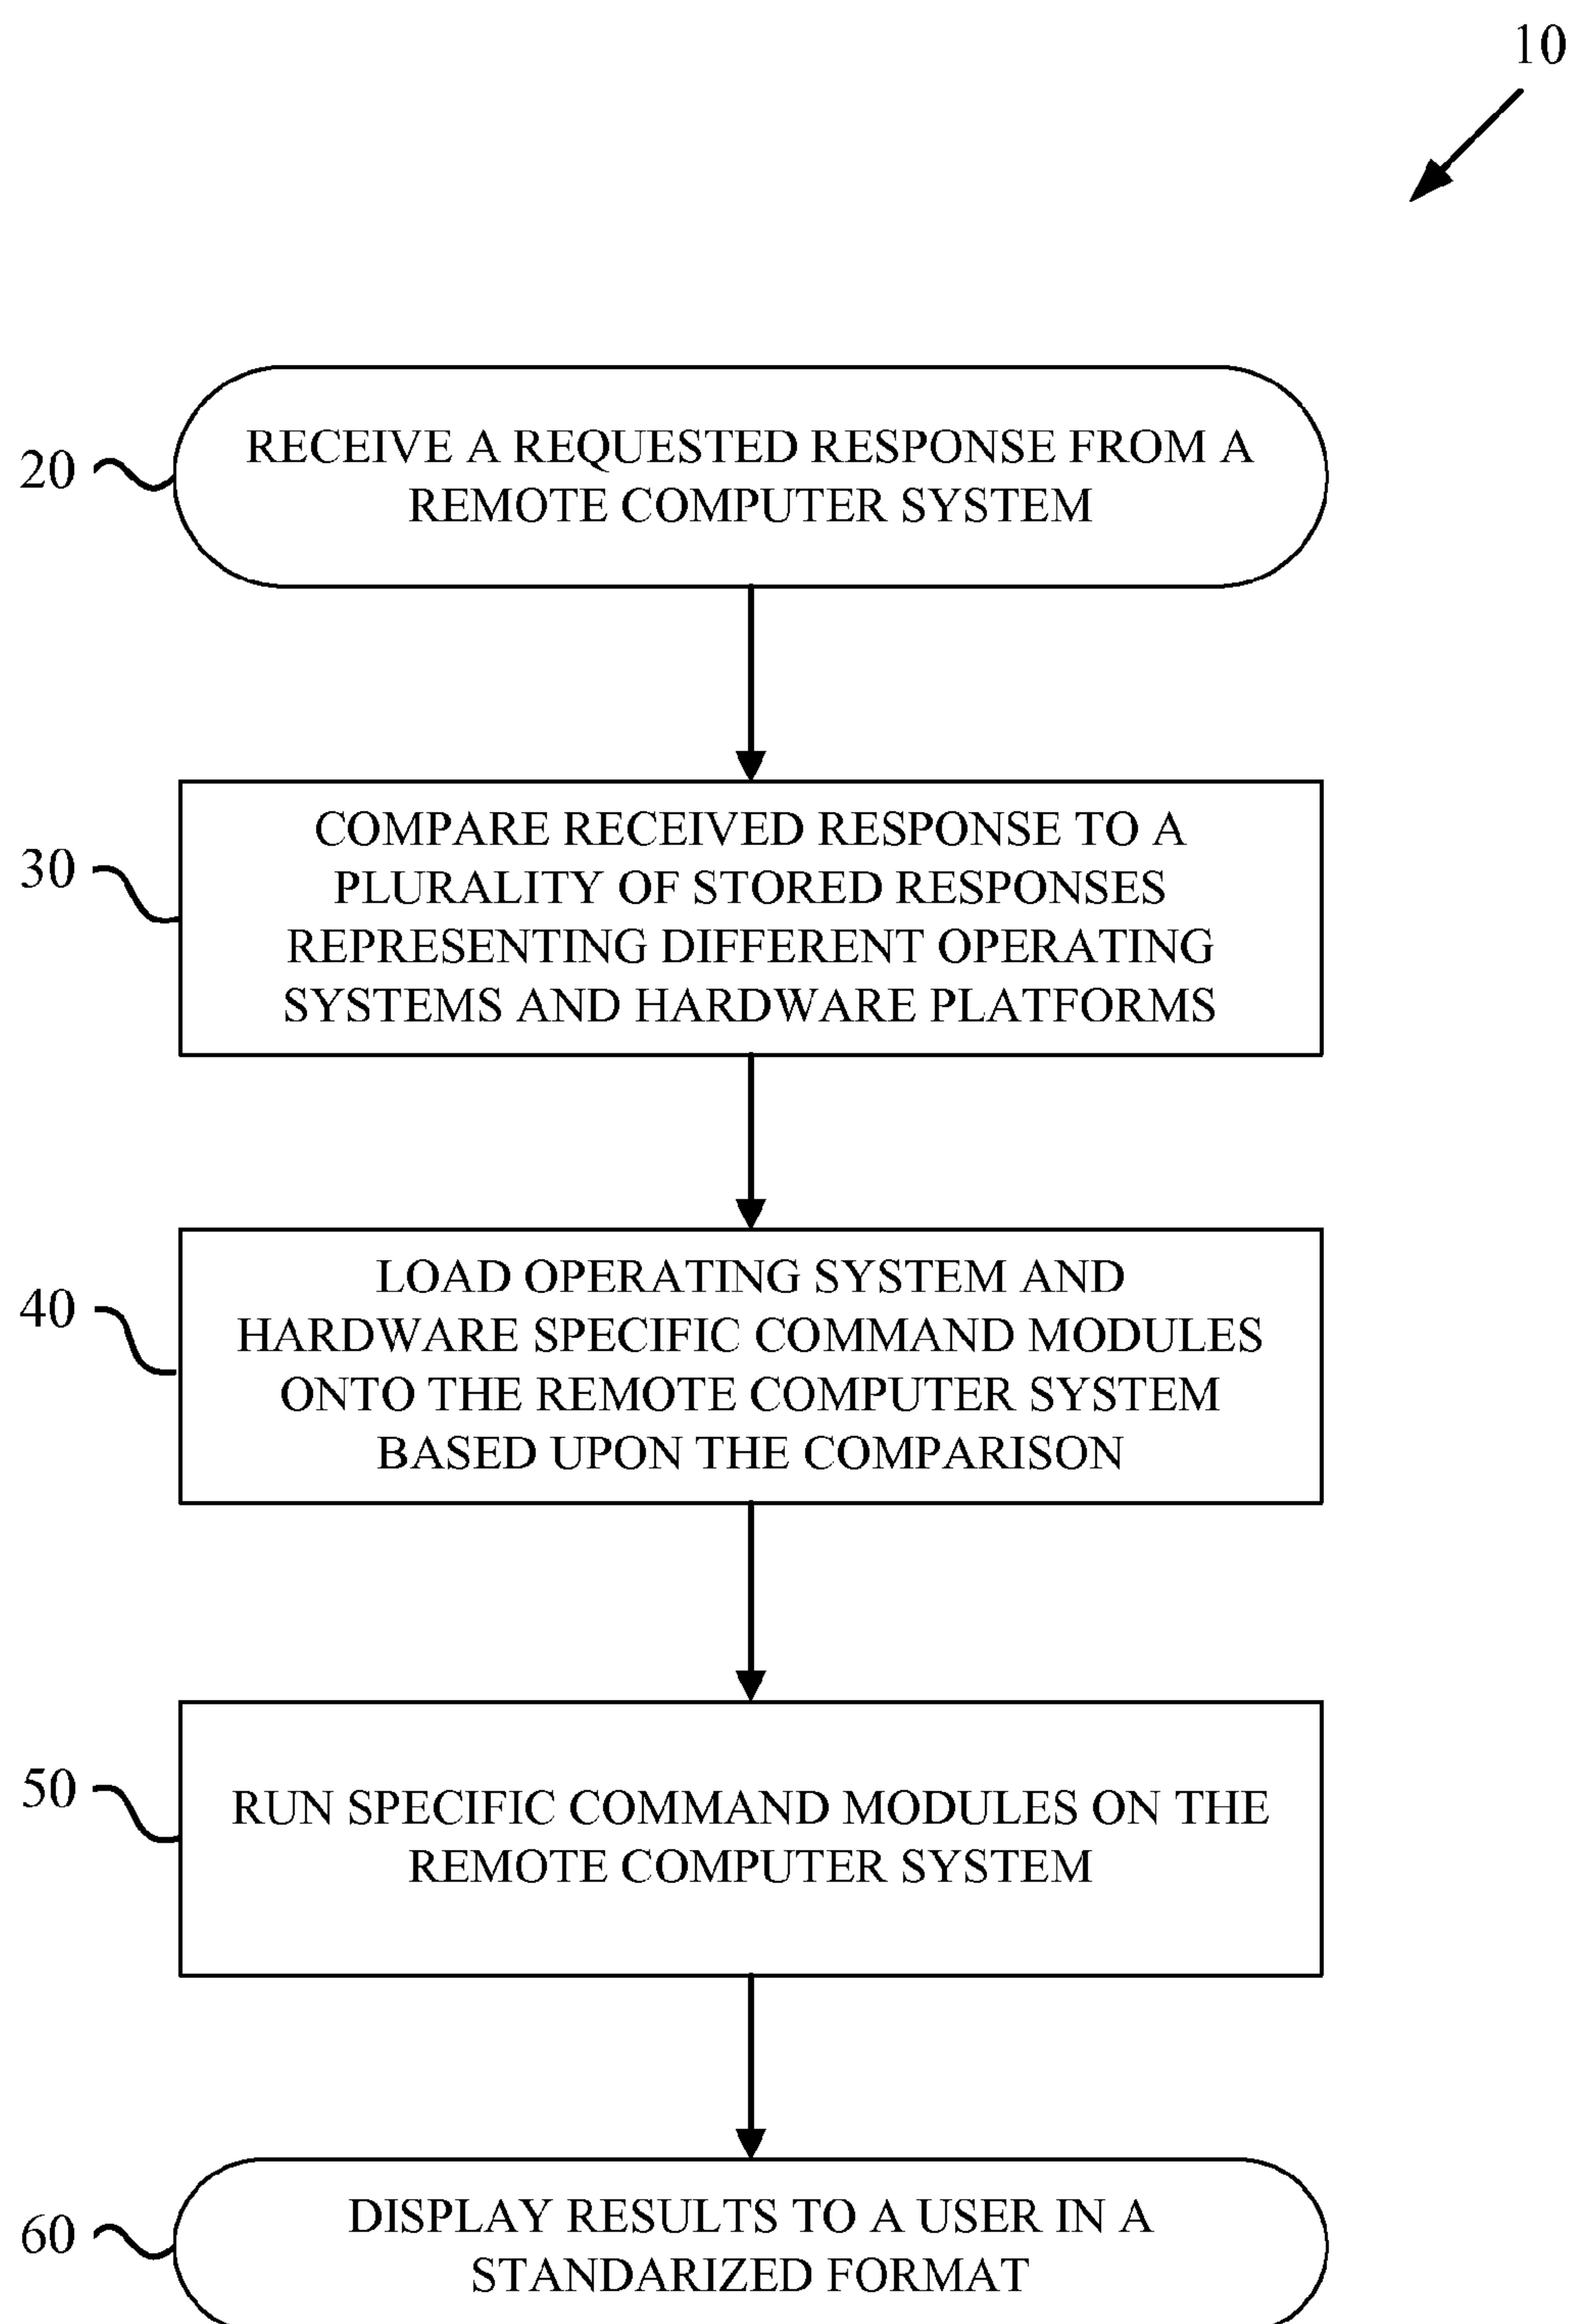 10
20
RECEIVE A REQUESTED RESPONSE FROM A
REMOTE COMPUTER SYSTEM
30
COMPARE RECEIVED RESPONSE TO A
PLURALITY OF STORED RESPONSES
REPRESENTING DIFFERENT OPERATING
SYSTEMS AND HARDWARE PLATFORMS
40
LOAD OPERATING SYSTEM AND
HARDWARE SPECIFIC COMMAND MODULES
ONTO THE REMOTE COMPUTER SYSTEM
BASED UPON THE COMPARISON
50
RUN SPECIFIC COMMAND MODULES ON THE
REMOTE COMPUTER SYSTEM
60
DISPLAY RESULTS TO A USER IN A
STANDARIZED FORMAT